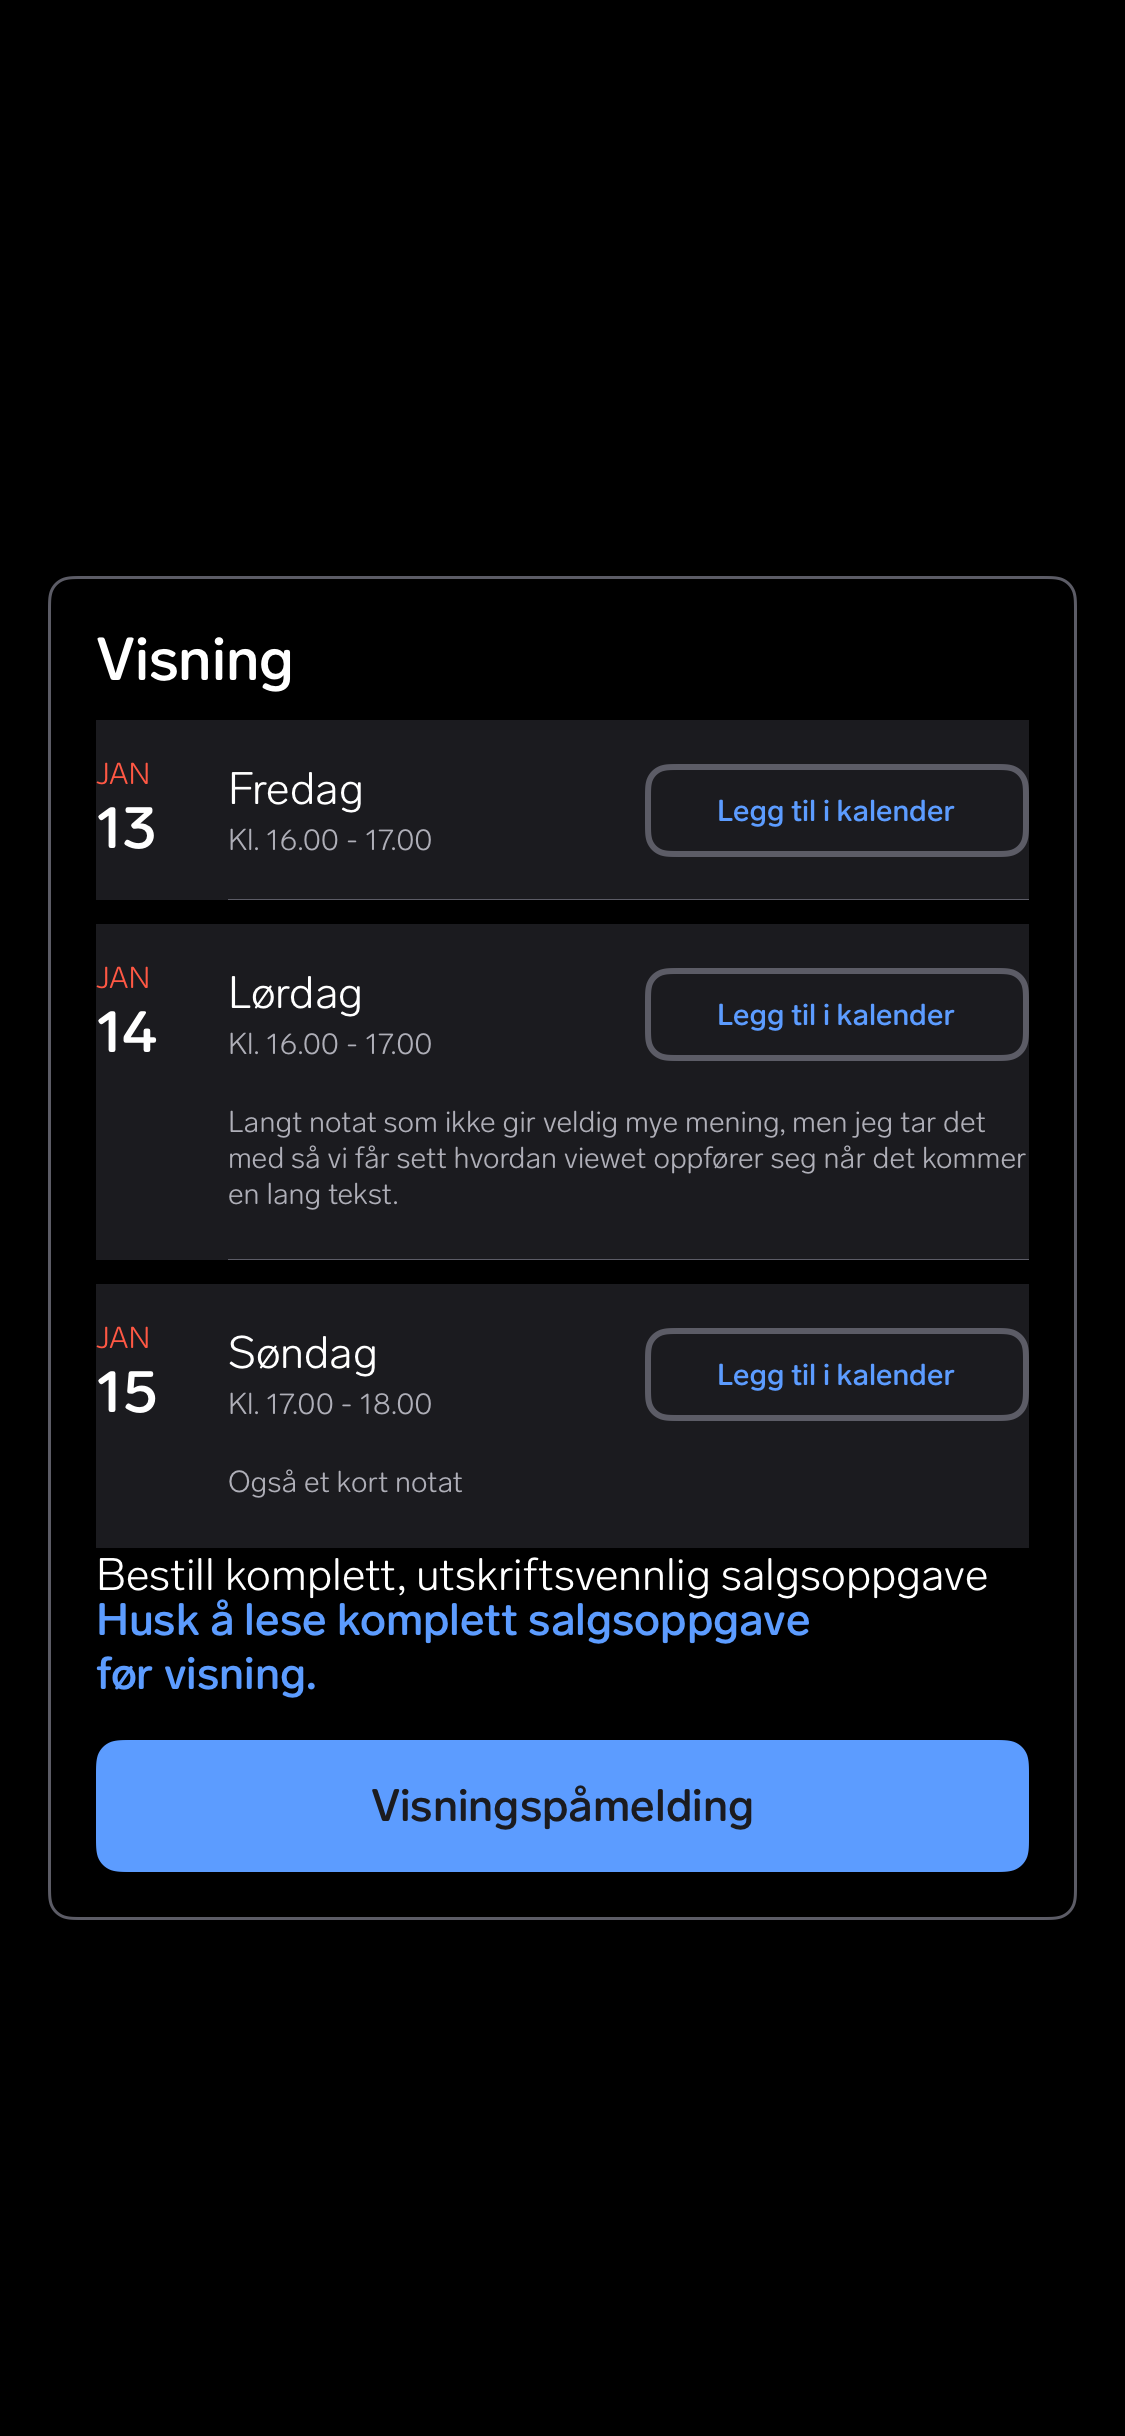 Visning
JAN
13
Fredag
Kl. 16.00 - 17.00
Legg til i kalender
JAN
14
Lørdag
Kl. 16.00 - 17.00
Legg til i kalender
Langt notat som ikke gir veldig mye mening, men jeg tar det
med så vi får sett hvordan viewet oppfører seg når det kommer
en lang tekst.
JAN
15
Søndag
Kl. 17.00 - 18.00
Legg til i kalender
Også et kort notat
Bestill komplett, utskriftsvennlig salgsoppgave
Husk å lese komplett salgsoppgave
før visning.
Visningspåmelding